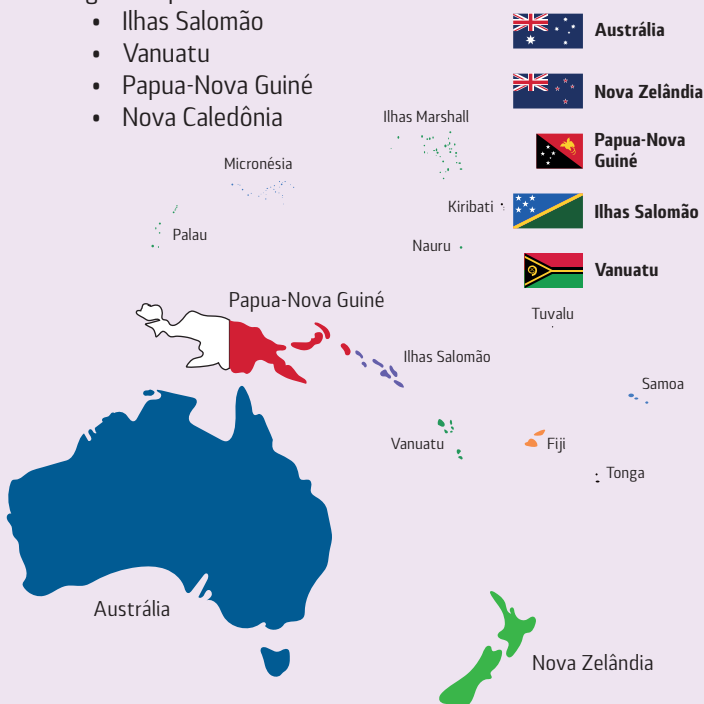 • Ilhas Salomão
• Vanuatu
• Papua-Nova Guiné
• Nova Caledônia
Austrália
Nova Zelândia
Papua-Nova
Guiné
Ilhas Salomão
Vanuatu
Ilhas Marshall
Micronésia
Kiribati
Palau
Nauru
Papua-Nova Guiné
Tuvalu
Ilhas Salomão
Samoa
Vanuatu
Fiji
Tonga
Austrália
Nova Zelândia